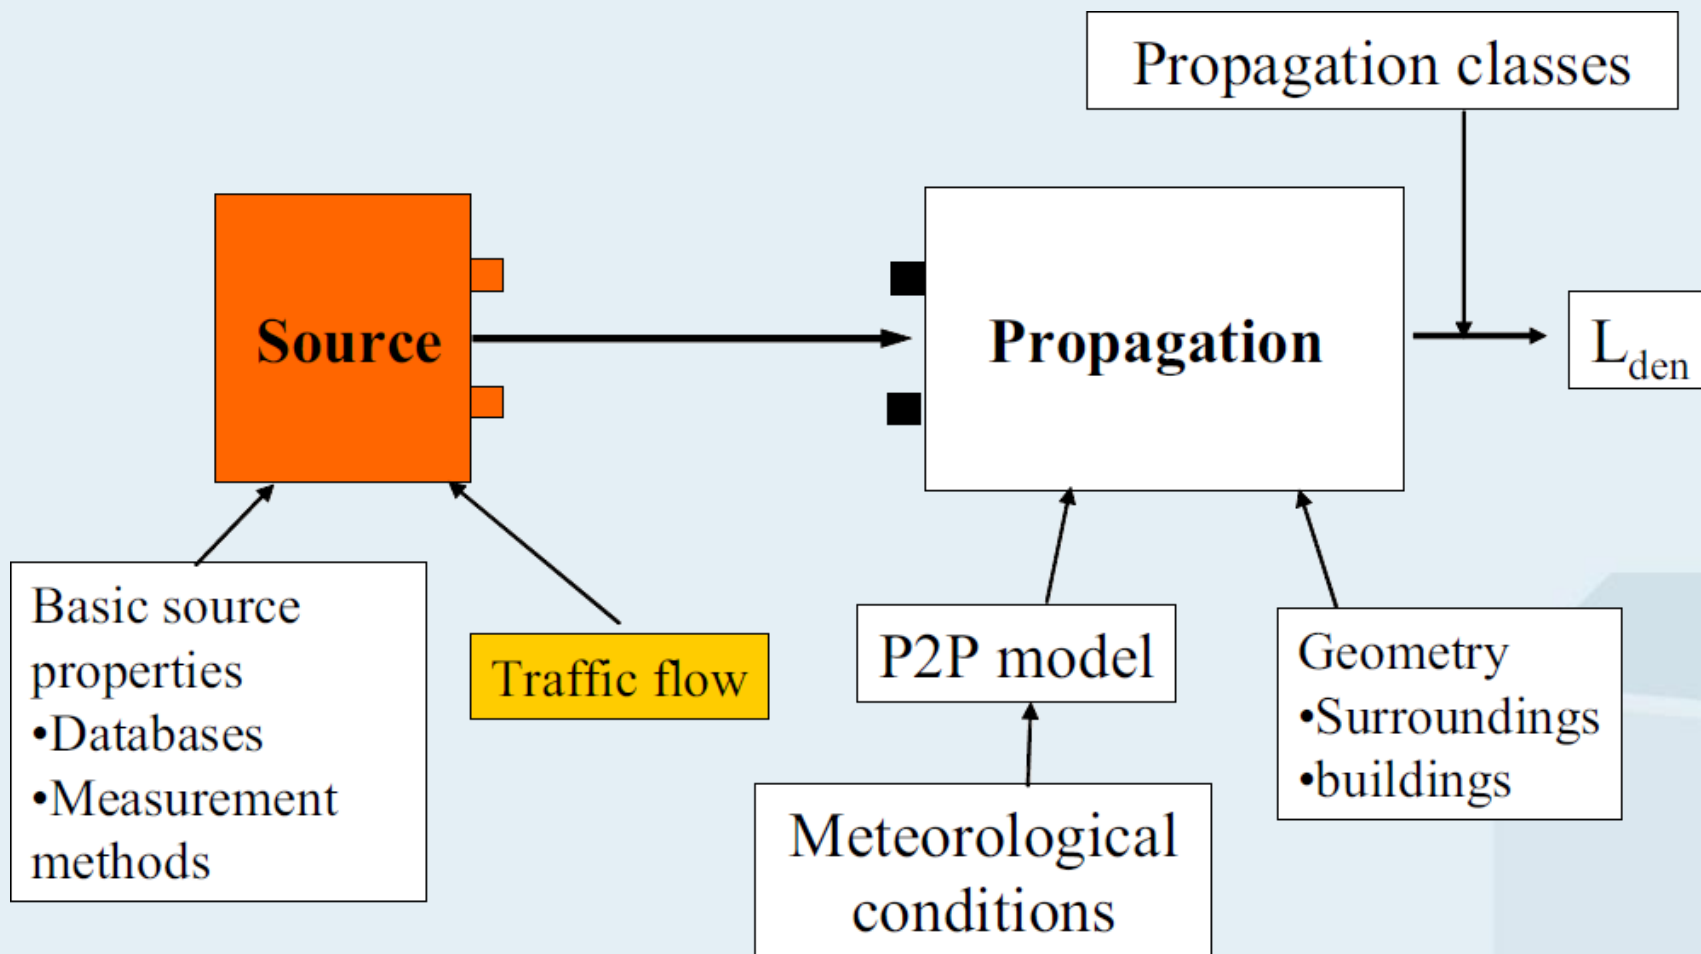 Propagation classes
Source
Propagation
L_den
Basic source
properties
•Databases
•Measurement
methods
Traffic flow
P2P model
Geometry
•Surroundings
•buildings
Meteorological
conditions